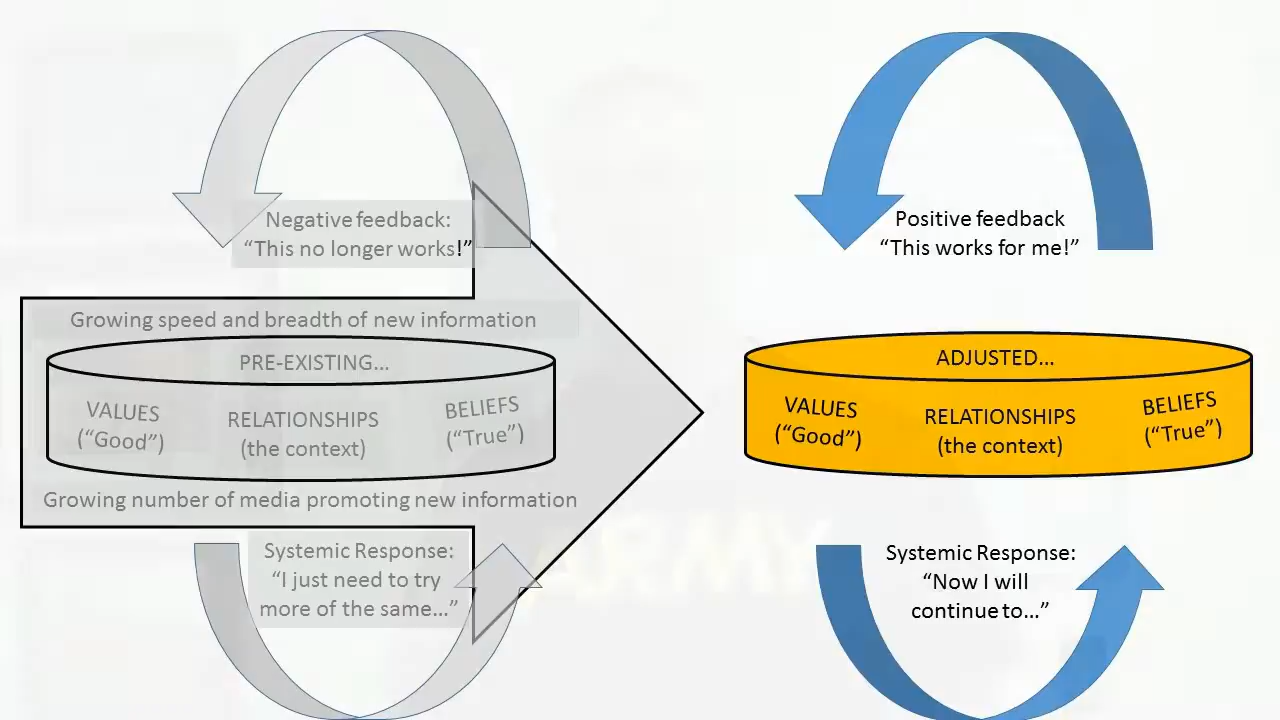 Negative feedback:
“This no longer works!”
Growing speed and breadth of new information
PRE-EXISTING...
VALUES
(“Good”)
RELATIONSHIPS
(the context)
BELIEFS
(“True”)
Growing number of media promoting new information
Systemic Response:
“I just need to try
more of the same...”
Positive feedback
“This works for me!”
ADJUSTED...
VALUES
(“Good”)
RELATIONSHIPS
(the context)
BELIEFS
(“True”)
Systemic Response:
“Now I will
continue to...”
ARMY